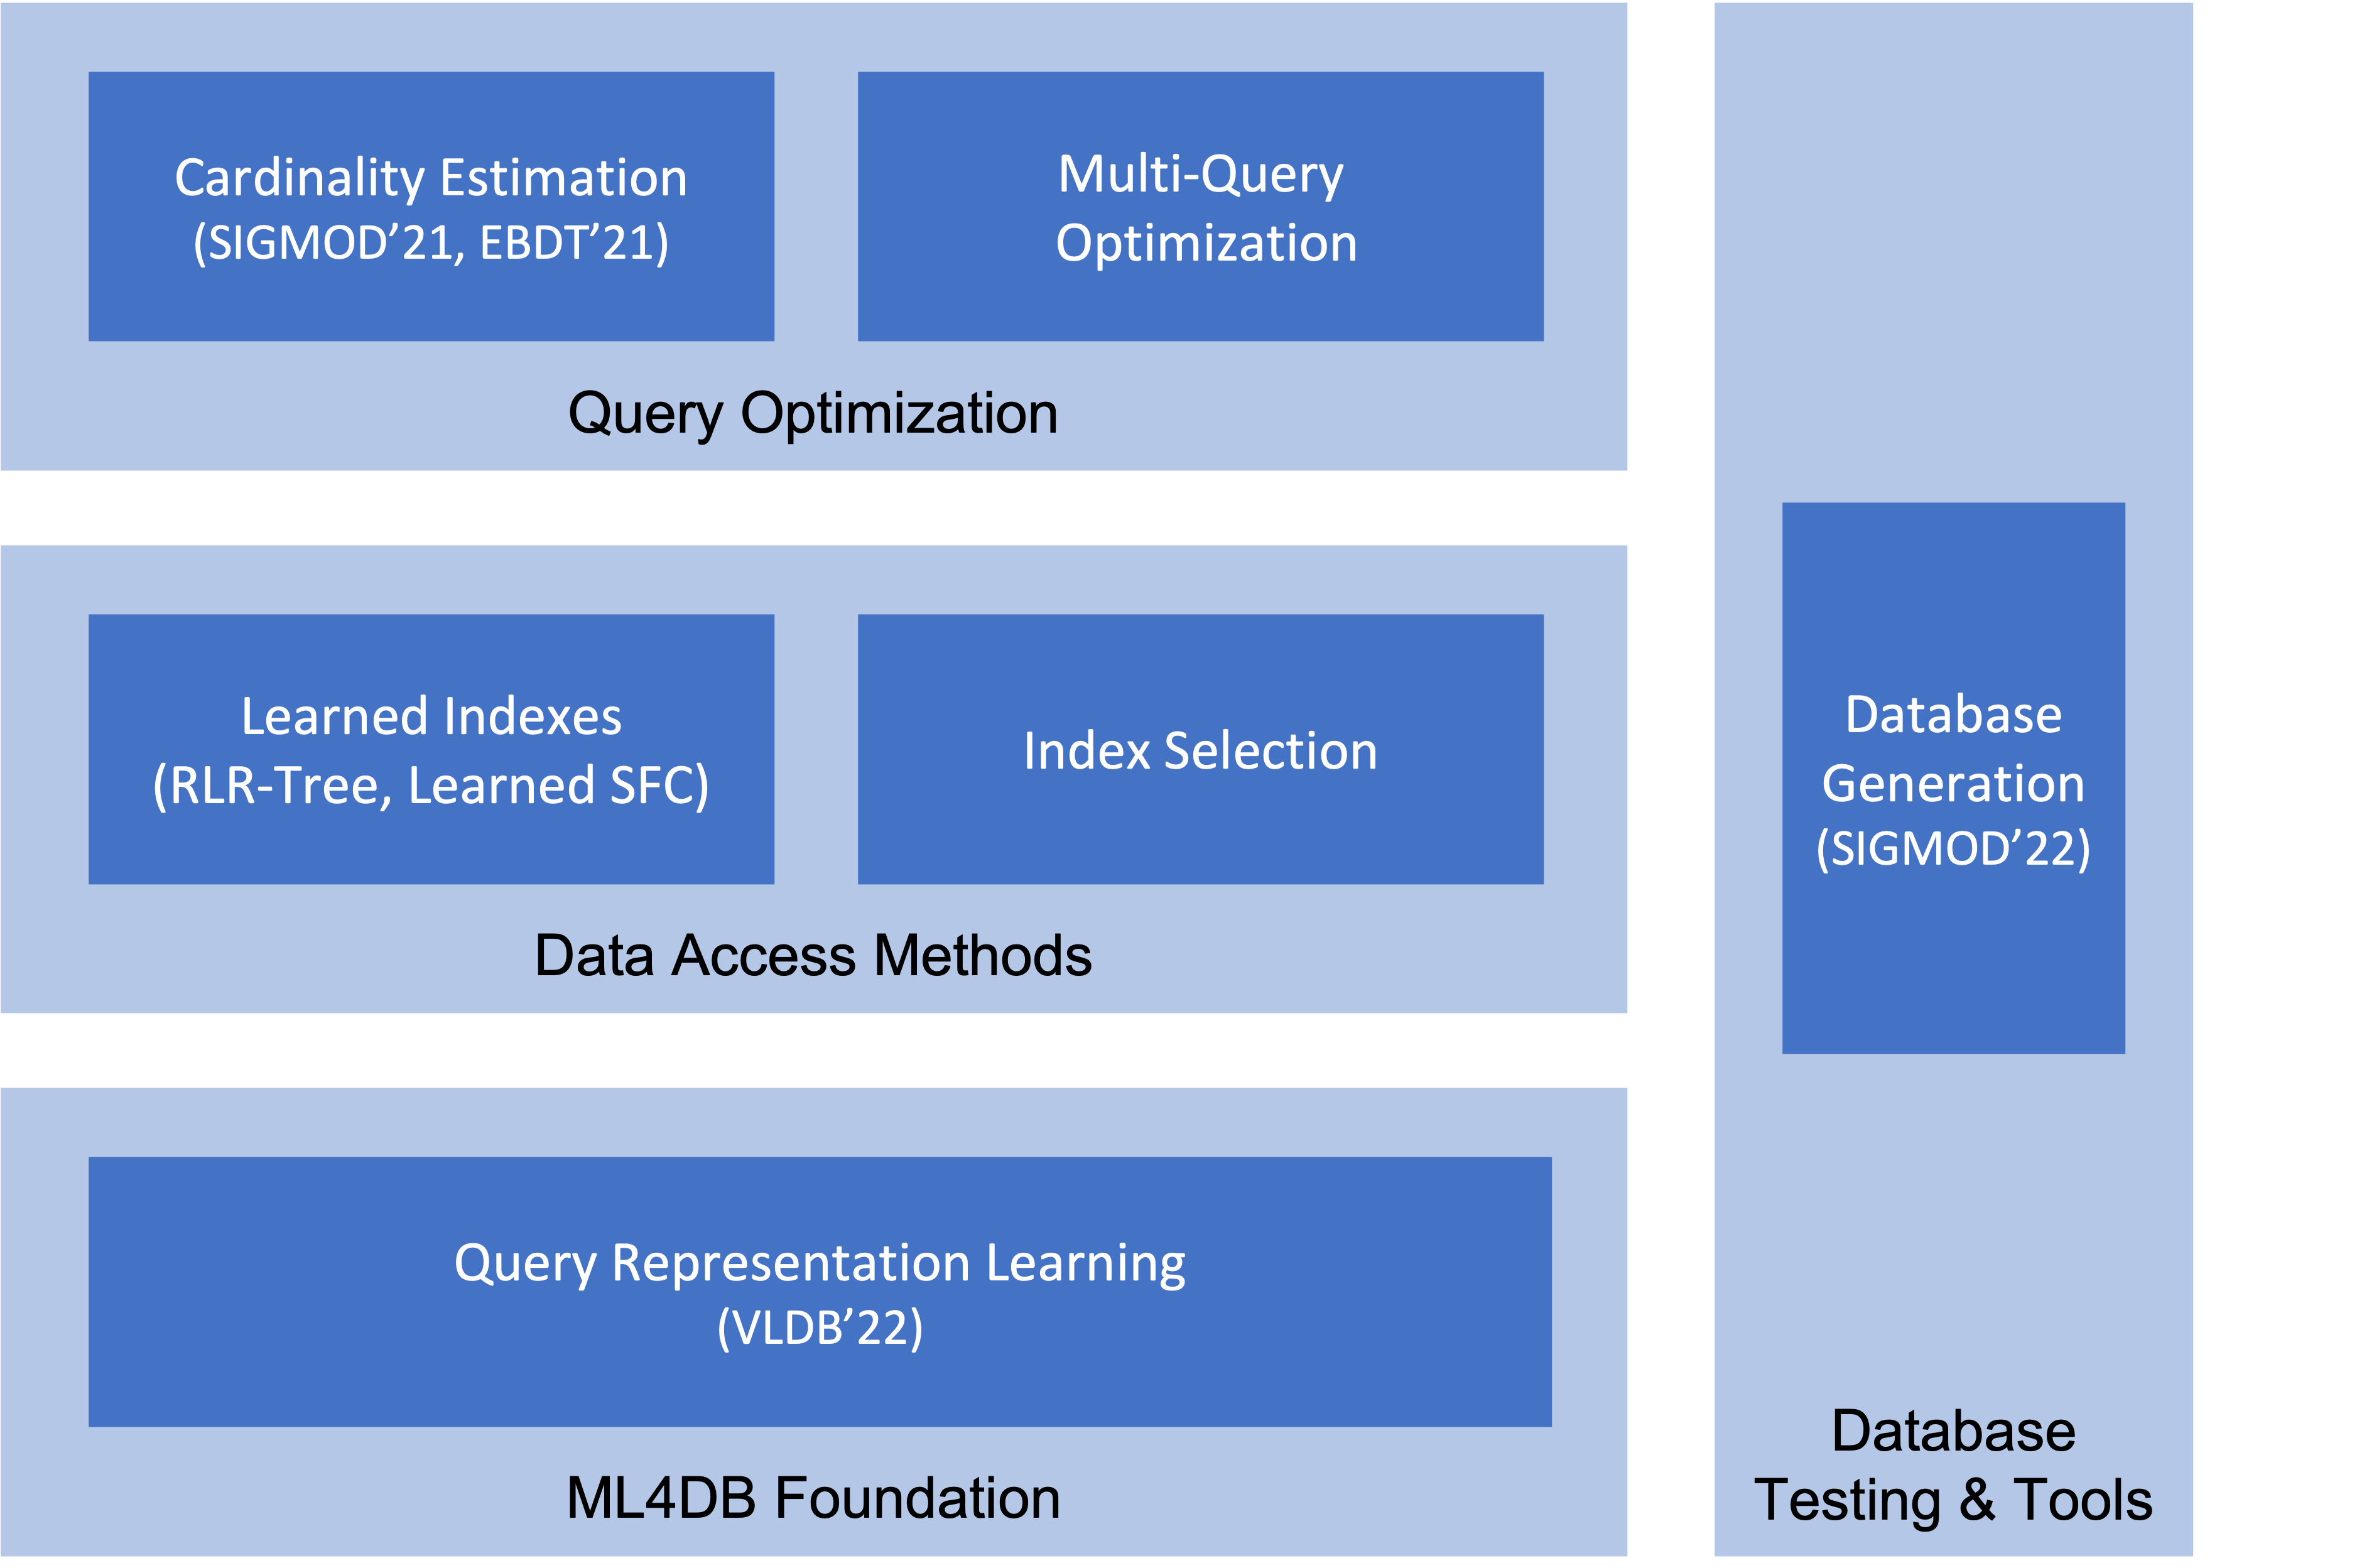 Cardinality Estimation
(SIGMOD’21, EBDT’21)
Multi-Query
Optimization
Query Optimization
Learned Indexes
(RLR-Tree, Learned SFC)
Index Selection
Data Access Methods
Query Representation Learning
(VLDB’22)
ML4DB Foundation
Database
Generation
(SIGMOD’22)
Database
Testing & Tools